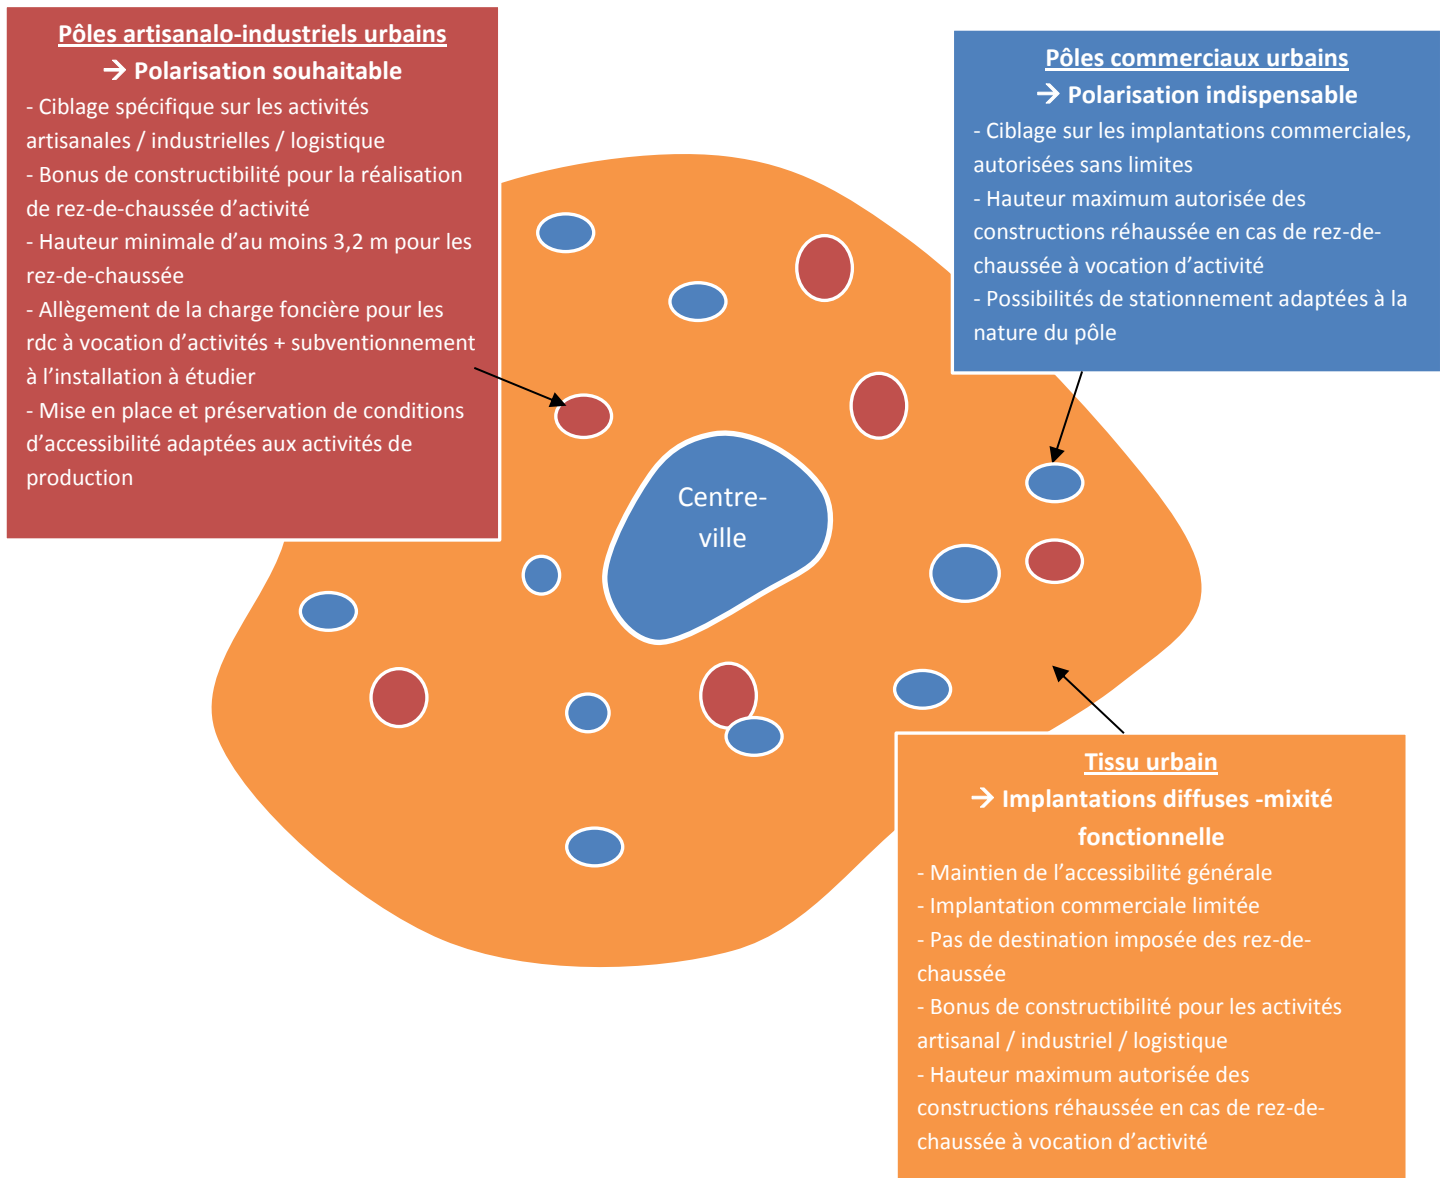 Pôles artisanalo-industriels urbains
→ Polarisation souhaitable
- Ciblage spécifique sur les activités
artisanales / industrielles / logistique
- Bonus de constructibilité pour la réalisation
de rez-de-chaussée d’activité
- Hauteur minimale d’au moins 3,2 m pour les
rez-de-chaussée
- Allègement de la charge foncière pour les
rdc à vocation d’activités + subventionnement
à l’installation à étudier
- Mise en place et préservation de conditions
d’accessibilité adaptées aux activités de
production
Pôles commerciaux urbains
→ Polarisation indispensable
- Ciblage sur les implantations commerciales,
autorisées sans limites
- Hauteur maximum autorisée des
constructions réhaussée en cas de rez-de-
chaussée à vocation d’activité
- Possibilités de stationnement adaptées à la
nature du pôle
Centre-
ville
Tissu urbain
→ Implantations diffuses -mixité
fonctionnelle
- Maintien de l’accessibilité générale
- Implantation commerciale limitée
- Pas de destination imposée des rez-de-
chaussée
- Bonus de constructibilité pour les activités
artisanal / industriel / logistique
- Hauteur maximum autorisée des
constructions réhaussée en cas de rez-de-
chaussée à vocation d’activité